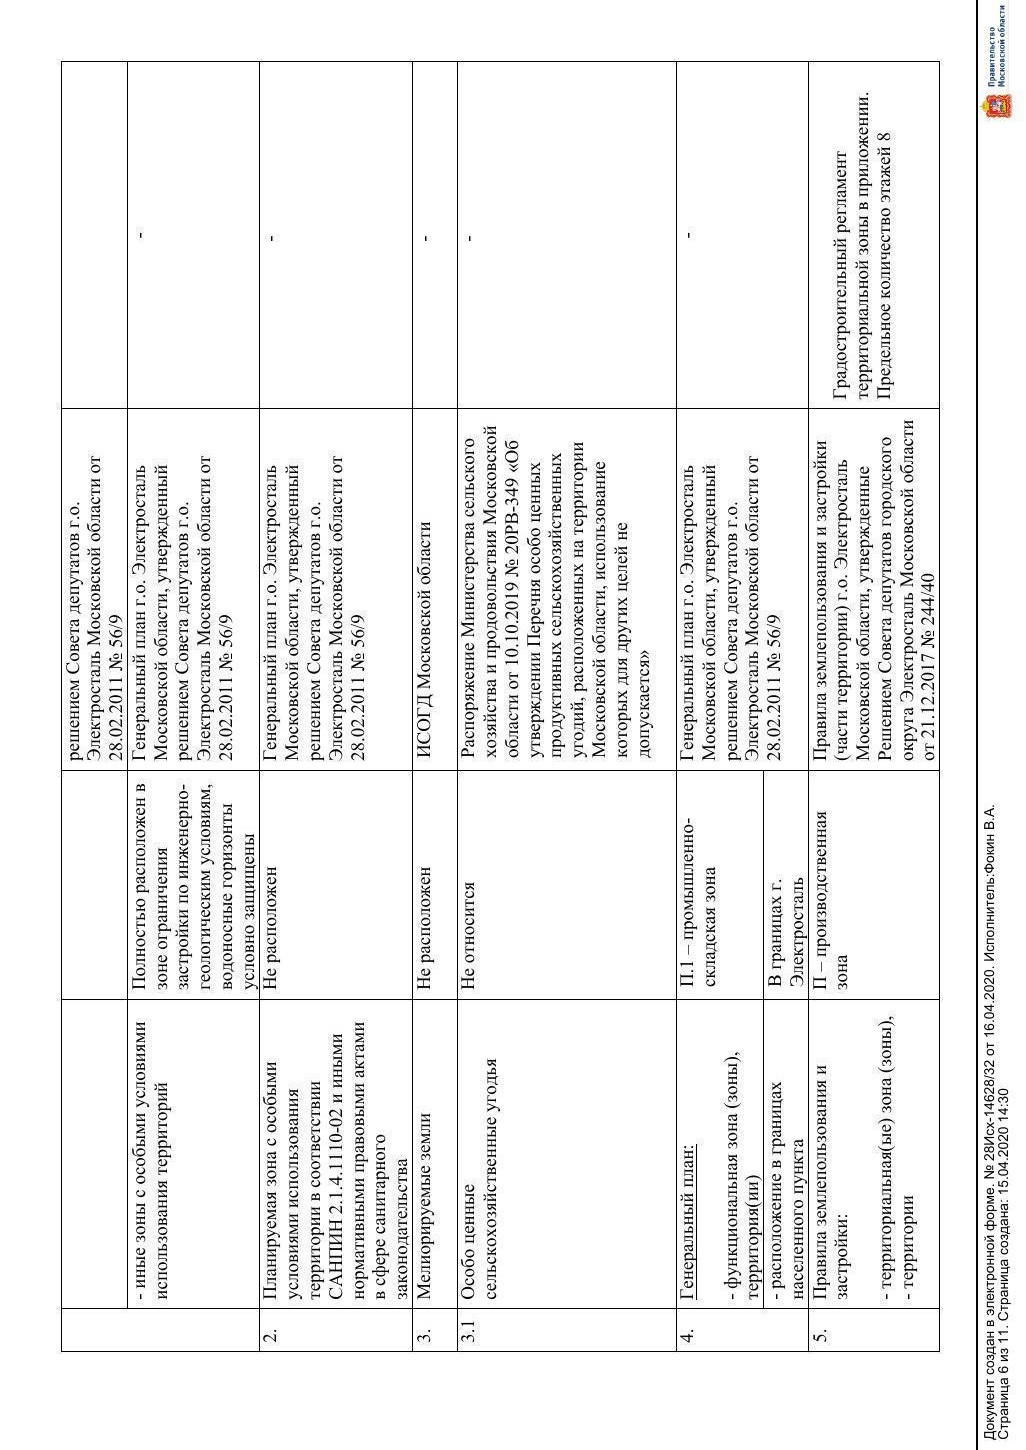 решением Совета депутатов г.о.
Электросталь Московской области от
28.02.2011 № 56/9
- иные зоны с особыми условиями
использования территорий
Полностью расположен в
зоне ограничения
застройки по инженерно-
геологическим условиям,
водоносные горизонты
условно защищены
Генеральный план г.о. Электросталь
Московской области, утвержденный
решением Совета депутатов г.о.
Электросталь Московской области от
28.02.2011 № 56/9
-
2.
Планируемая зона с особыми
условиями использования
территории в соответствии
САНПИН 2.1.4.1110-02 и иными
нормативными правовыми актами
в сфере санитарного
законодательства
Не расположен
Генеральный план г.о. Электросталь
Московской области, утвержденный
решением Совета депутатов г.о.
Электросталь Московской области от
28.02.2011 № 56/9
-
3.
Мелиорируемые земли
Не расположен
ИСОГД Московской области
-
3.1
Особо ценные
сельскохозяйственные угодья
Не относится
Распоряжение Министерства сельского
хозяйства и продовольствия Московской
области от 10.10.2019 № 20РВ-349 «Об
утверждении Перечня особо ценных
продуктивных сельскохозяйственных
угодий, расположенных на территории
Московской области, использование
которых для других целей не
допускается»
-
4.
Генеральный план:
- функциональная зона (зоны),
территория(ии)
П.1 – промышленно-
складская зона
Генеральный план г.о. Электросталь
Московской области, утвержденный
решением Совета депутатов г.о.
Электросталь Московской области от
28.02.2011 № 56/9
-
- расположение в границах
населенного пункта
В границах г.
Электросталь
5.
Правила землепользования и
застройки:
- территориальная(ые) зона (зоны),
- территории
П – производственная
зона
Правила землепользования и застройки
(части территории) г.о. Электросталь
Московской области, утвержденные
Решением Совета депутатов городского
округа Электросталь Московской области
от 21.12.2017 № 244/40
Градостроительный регламент
территориальной зоны в приложении.
Предельное количество этажей 8
Документ создан в электронной форме. № 28Исх-14628/32 от 16.04.2020. Исполнитель:Фокин В.А.
Страница 6 из 11. Страница создана: 15.04.2020 14:30
Правительство
Московской области